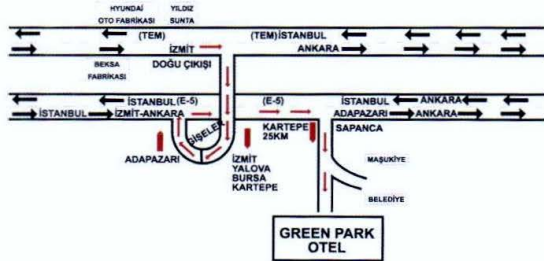 HYUNDAİ
OTO FABRİKASI
YILDIZ
SUNTA
(TEM)
(TEM)İSTANBUL
İZMİT
ANKARA
BEKSA
FABRİKASI
DOĞU ÇIKIŞI
İSTANBUL
(E-5)
(E-5)
İSTANBUL
ANKARA
İSTANBUL
İZMİT-ANKARA
ADAPAZARI
ANKARA
GİŞELER
KARTEPE
25KM
SAPANCA
ADAPAZARI
İZMİT
YALOVA
BURSA
KARTEPE
MAŞUKİYE
BELEDİYE
GREEN PARK
OTEL